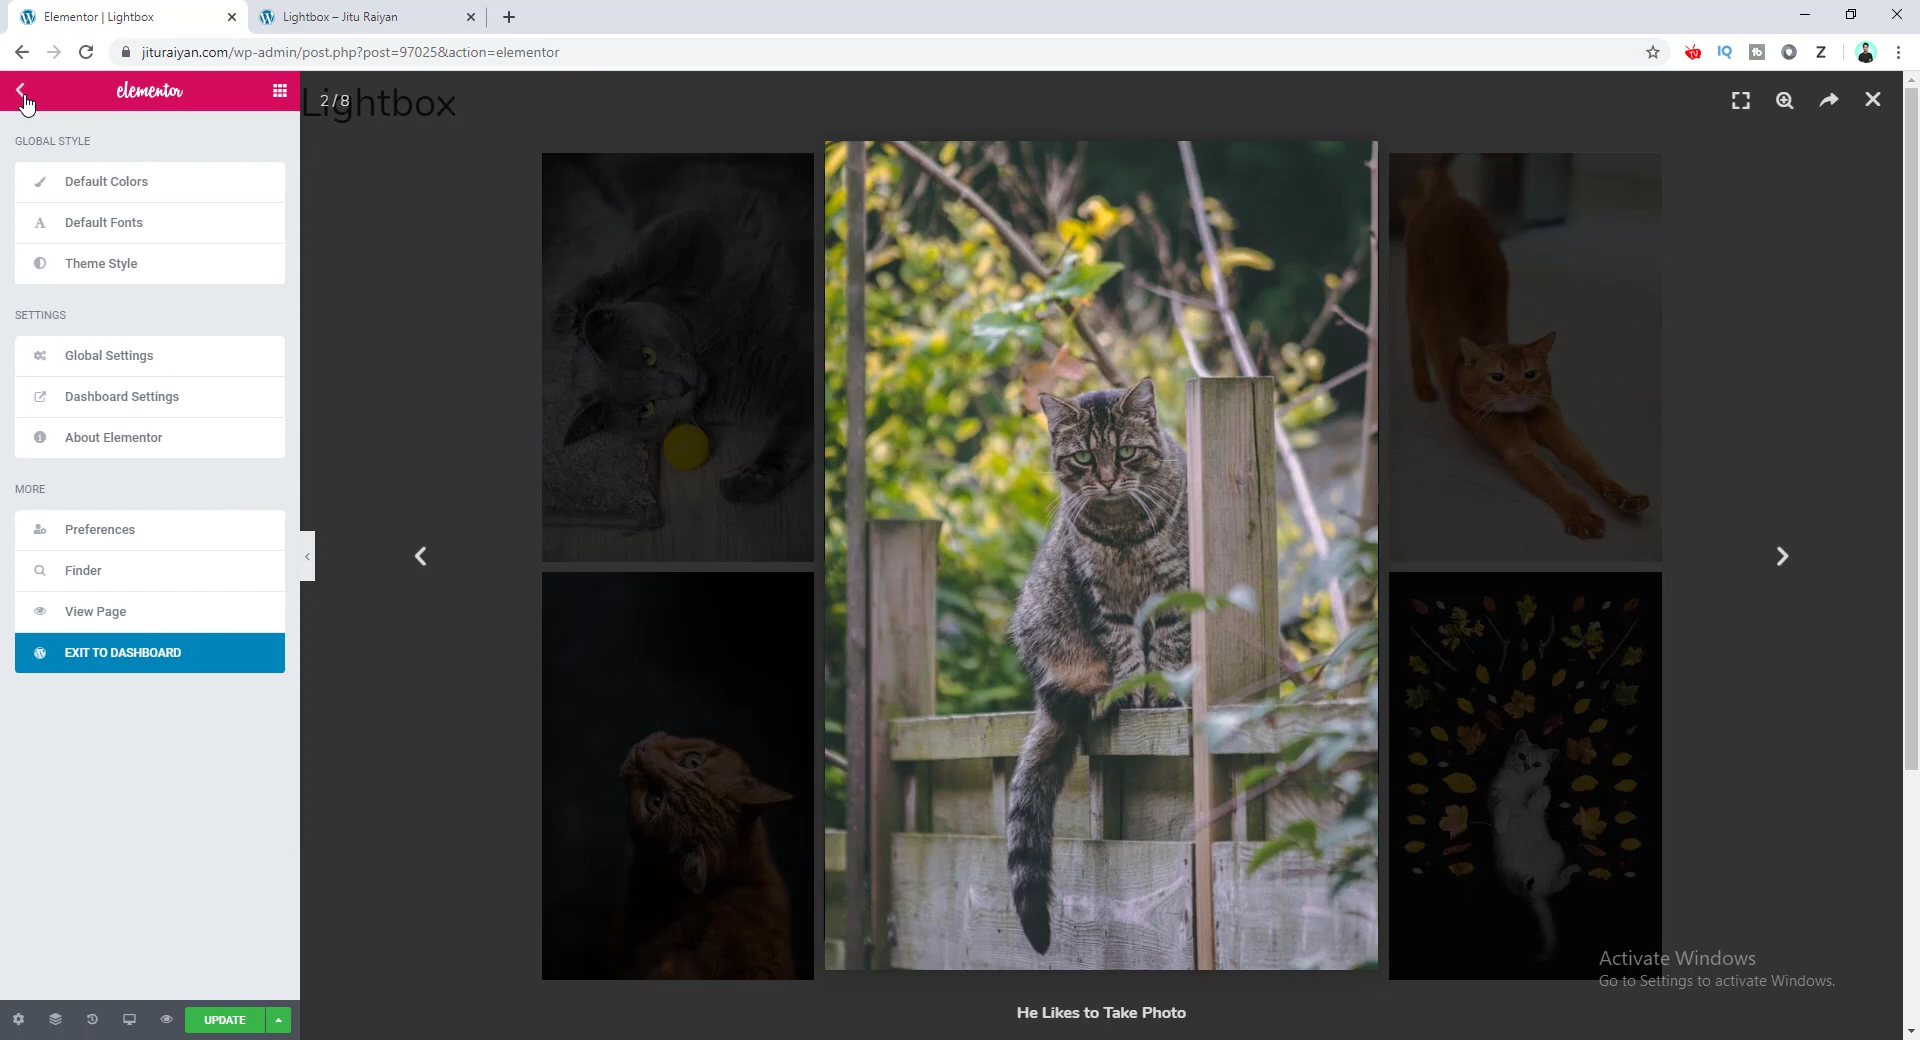 Elementor | Lightbox
Lightbox – Jitu Raiyan
jituraiyan.com/wp-admin/post.php?post=97025&action=elementor
IQ
tb
Z
elementor
2/8
Lightbox
GLOBAL STYLE
Default Colors
A
Default Fonts
Theme Style
SETTINGS
Global Settings
Dashboard Settings
About Elementor
MORE
Preferences
Finder
View Page
EXIT TO DASHBOARD
Activate Windows
Go to Settings to activate Windows.
He Likes to Take Photo
UPDATE